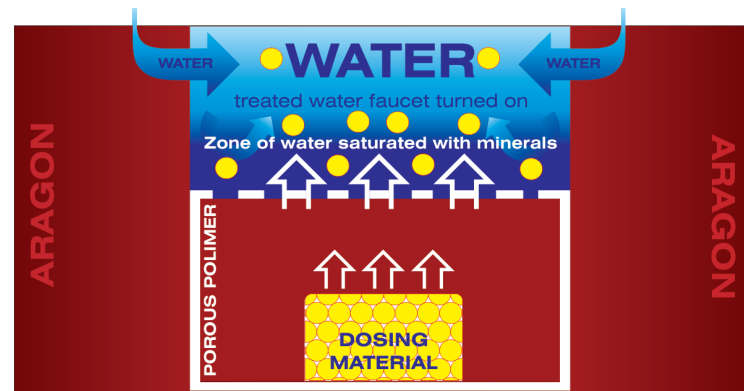 WATER
WATER
WATER
treated water faucet turned on
Zone of water saturated with minerals
ARAGON
ARAGON
POROUS POLIMER
DOSING
MATERIAL